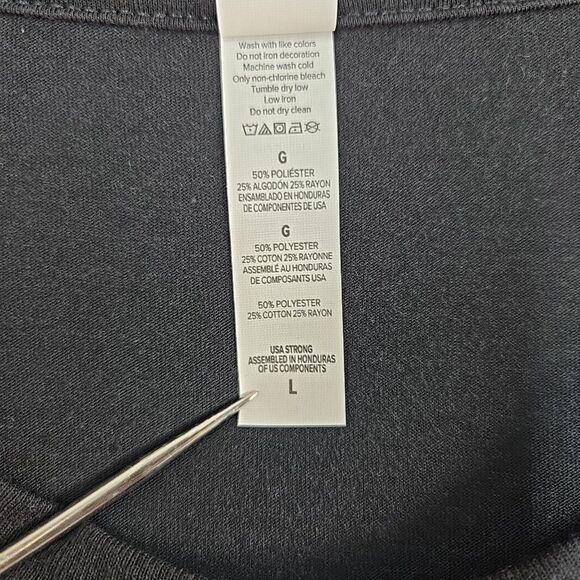 Wash with like colors
Do not iron decoration
Machine wash cold
Only non-chlorine bleach
Tumble dry low
Low iron
Do not dry clean
G
50% POLIÉSTER
25% ALGODÓN 25% RAYON
ENSAMBLADO EN HONDURAS
DE COMPONENTES DE USA
G
50% POLYESTER
25% COTON 25% RAYONNE
ASSEMBLÉ AU HONDURAS
DE COMPOSANTS USA
50% POLYESTER
25% COTTON 25% RAYON
USA STRONG
ASSEMBLED IN HONDURAS
OF US COMPONENTS
L